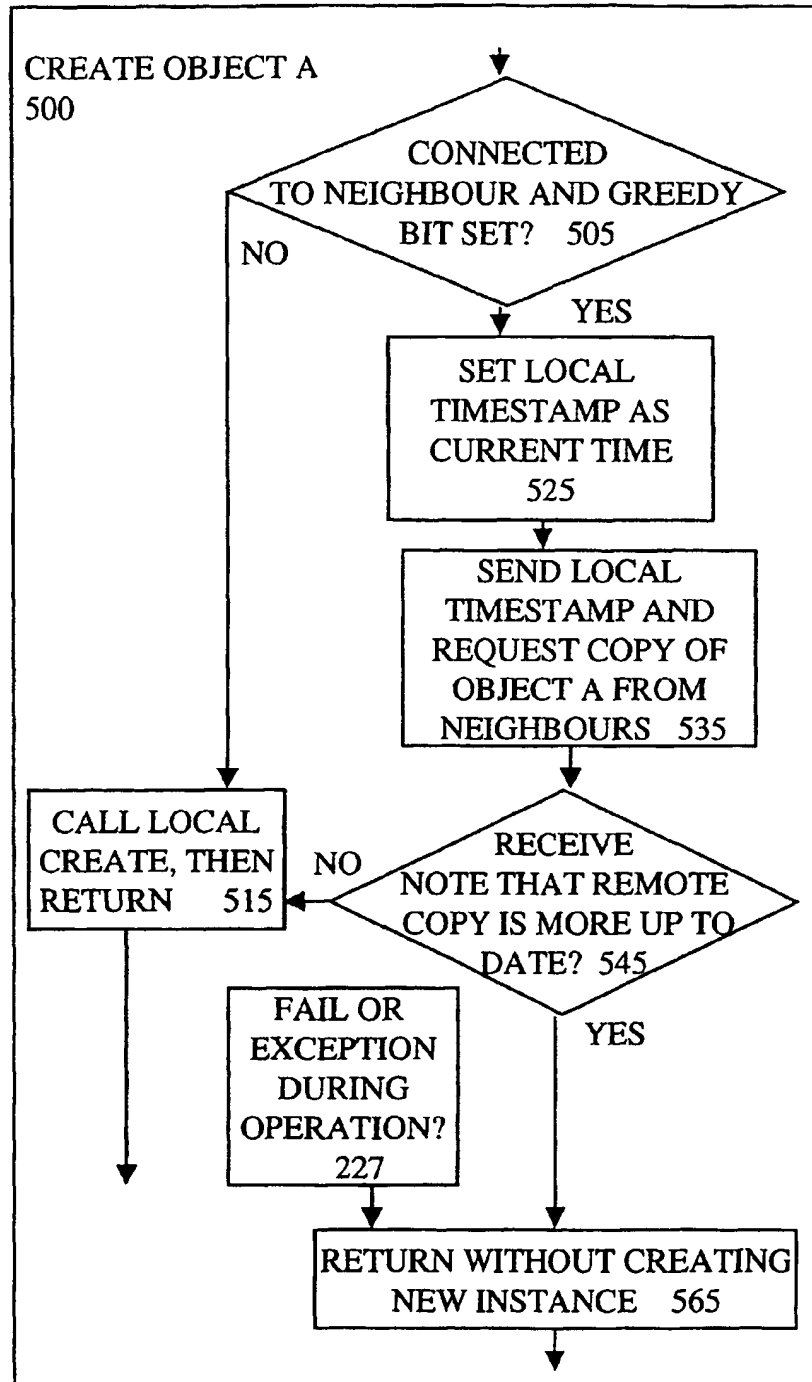 CREATE OBJECT A
500
CONNECTED
TO NEIGHBOUR AND GREEDY
BIT SET? 505
NO
YES
SET LOCAL
TIMESTAMP AS
CURRENT TIME
525
SEND LOCAL
TIMESTAMP AND
REQUEST COPY OF
OBJECT A FROM
NEIGHBOURS 535
CALL LOCAL
CREATE, THEN
RETURN 515
NO
RECEIVE
NOTE THAT REMOTE
COPY IS MORE UP TO
DATE? 545
YES
FAIL OR
EXCEPTION
DURING
OPERATION?
227
RETURN WITHOUT CREATING
NEW INSTANCE 565